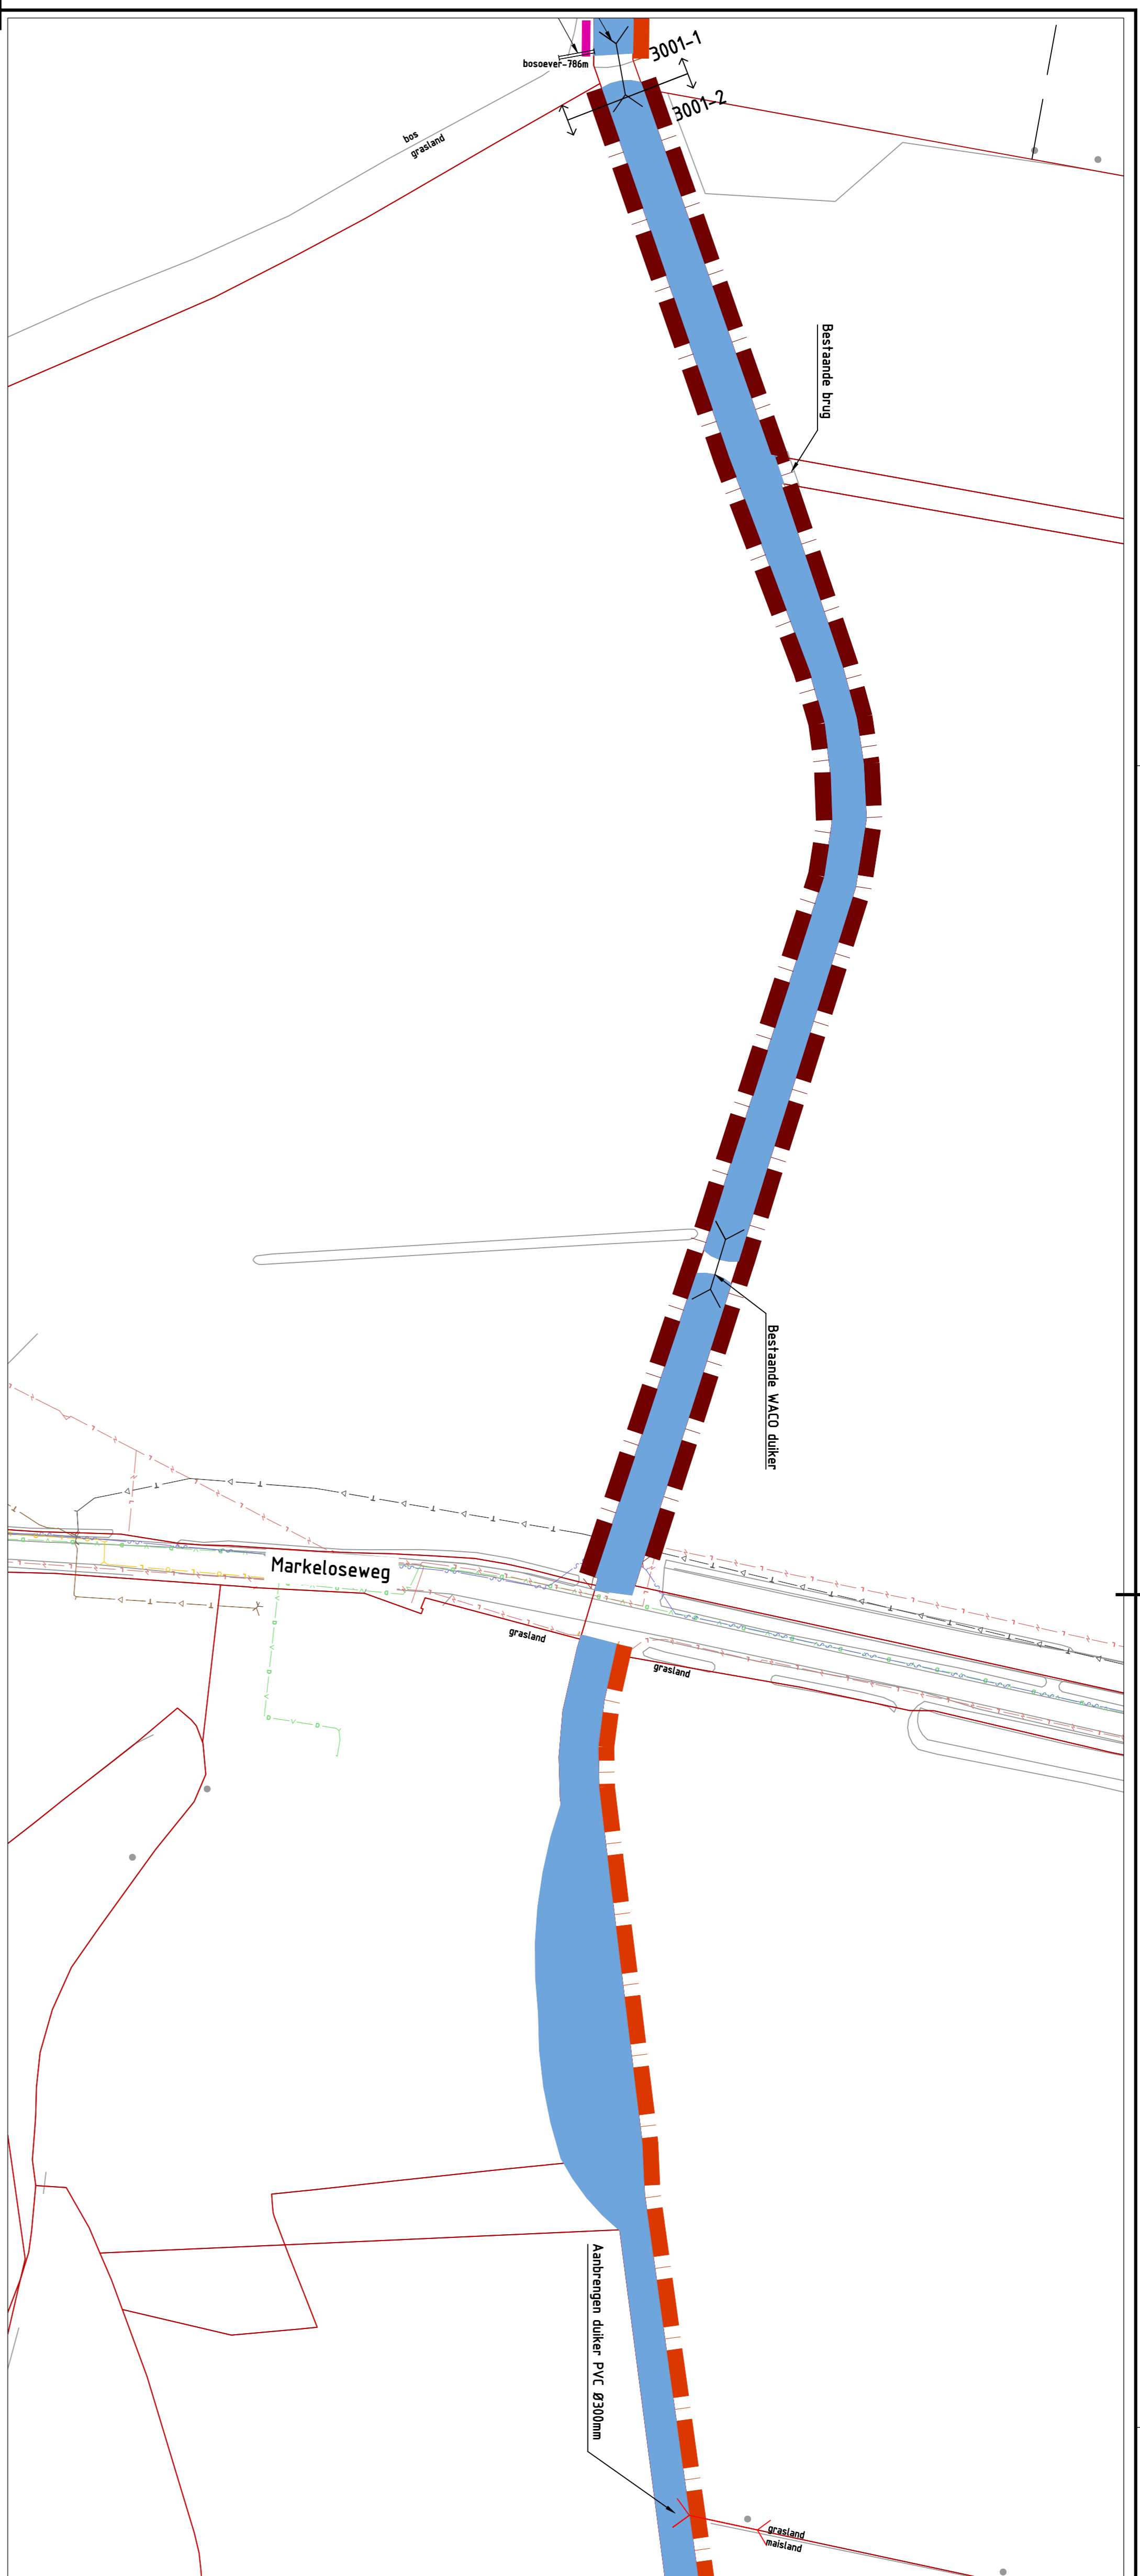 3001-1
bosoever-786m
3001-2
bos
grasland
Bestaande brug
Bestaande WACO duiker
Markeloseweg
grasland
grasland
Aanbrengen duiker PVC Ø300mm
grasland
maisland